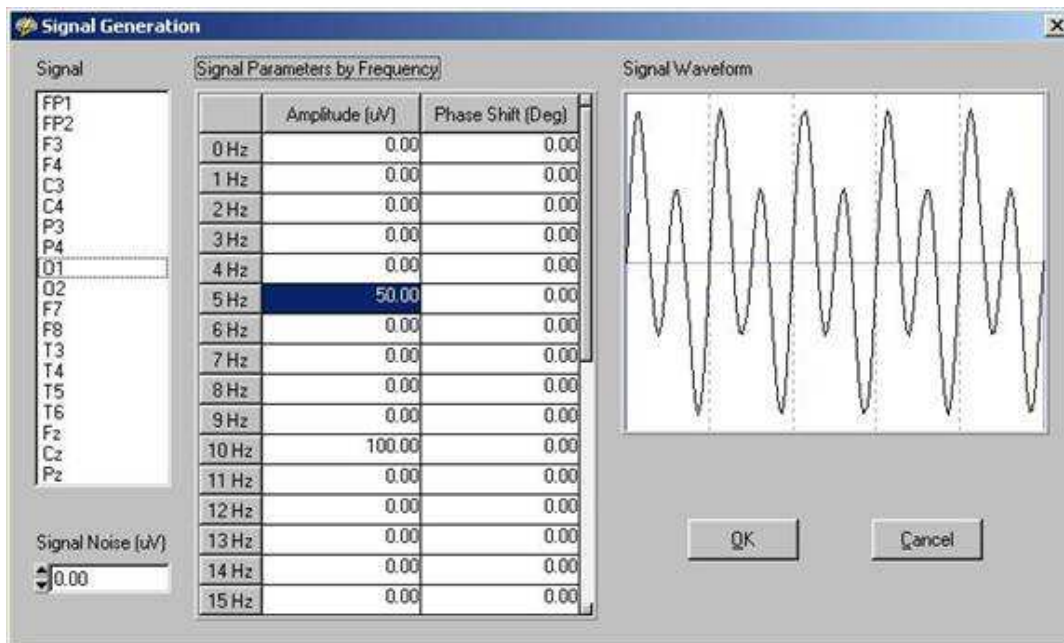 Signal Generation
Signal
FP1
FP2
F3
F4
C3
C4
P3
P4
O1
O2
F7
F8
T3
T4
T5
T6
Fz
Cz
Pz
Signal Noise (uV)
0.00
Signal Parameters by Frequency
Amplitude (uV) Phase Shift (Deg)
0 Hz 0.00 0.00
1 Hz 0.00 0.00
2 Hz 0.00 0.00
3 Hz 0.00 0.00
4 Hz 0.00 0.00
5 Hz 50.00 0.00
6 Hz 0.00 0.00
7 Hz 0.00 0.00
8 Hz 0.00 0.00
9 Hz 0.00 0.00
10 Hz 100.00 0.00
11 Hz 0.00 0.00
12 Hz 0.00 0.00
13 Hz 0.00 0.00
14 Hz 0.00 0.00
15 Hz 0.00 0.00
Signal Waveform
OK
Cancel